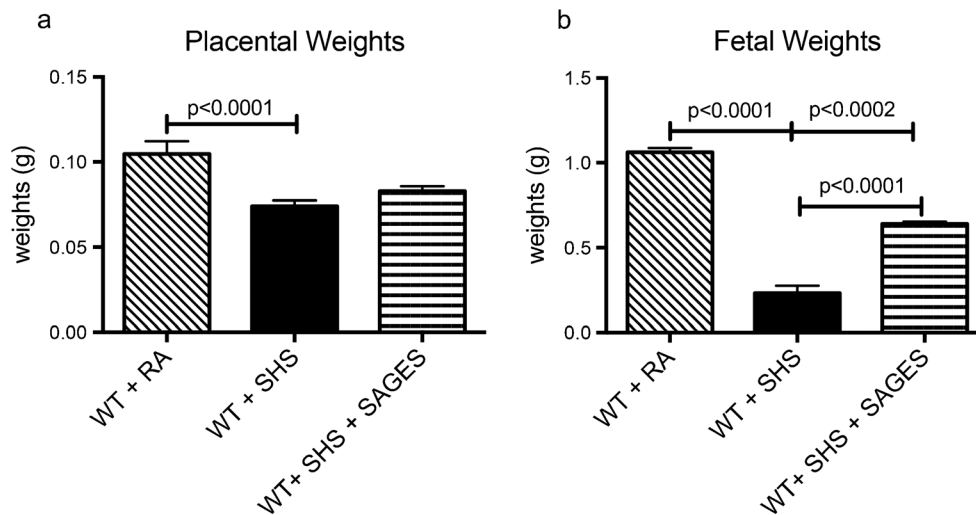 a
Placental Weights
0.15
0.10
0.05
0.00
weights (g)
p<0.0001
WT + RA
WT + SHS
WT+ SHS + SAGES
b
Fetal Weights
1.5
1.0
0.5
0.0
weights (g)
p<0.0001
p<0.0002
p<0.0001
WT + RA
WT + SHS
WT+ SHS + SAGES